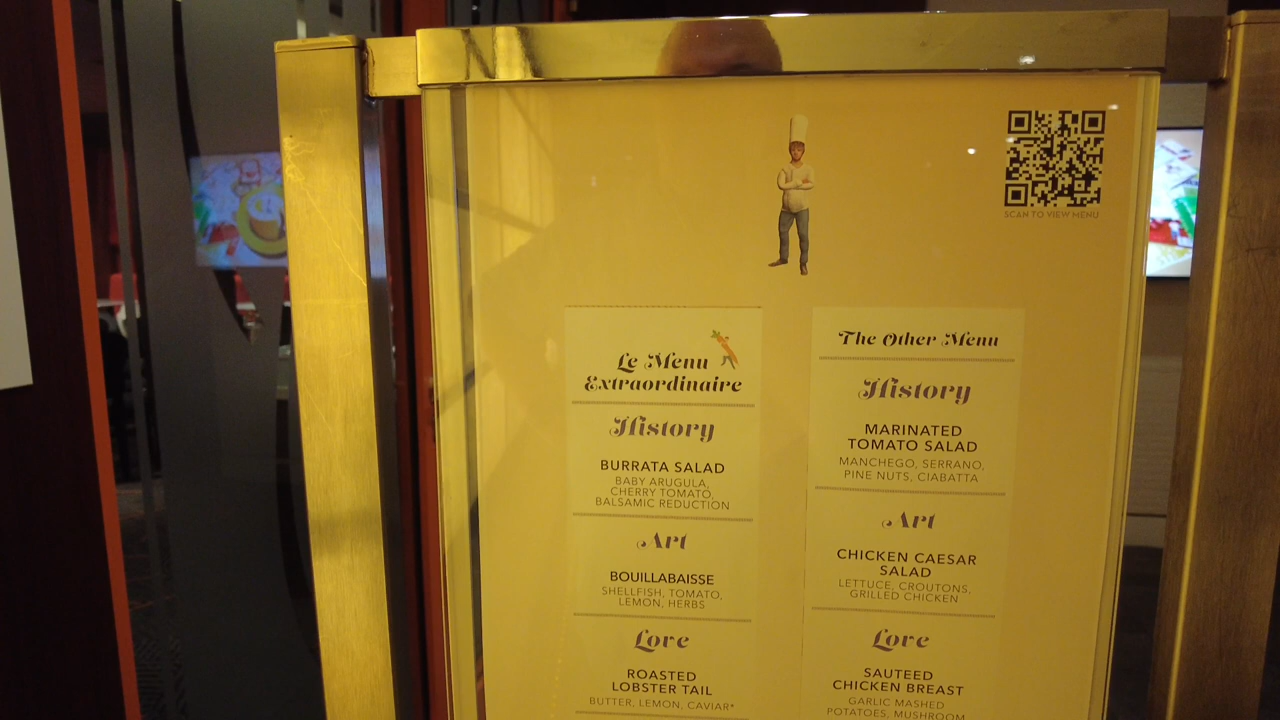 SCAN TO VIEW MENU
Le Menu
Extraordinaire
History
BURRATA SALAD
BABY ARUGULA,
CHERRY TOMATO,
BALSAMIC REDUCTION
Art
BOUILLABAISSE
SHELLFISH, TOMATO,
LEMON, HERBS
Love
ROASTED
LOBSTER TAIL
BUTTER, LEMON, CAVIAR*
The Other Menu
History
MARINATED
TOMATO SALAD
MANCHEGO, SERRANO,
PINE NUTS, CIABATTA
Art
CHICKEN CAESAR
SALAD
LETTUCE, CROUTONS,
GRILLED CHICKEN
Love
SAUTEED
CHICKEN BREAST
GARLIC MASHED
POTATOES, MUSHROOM